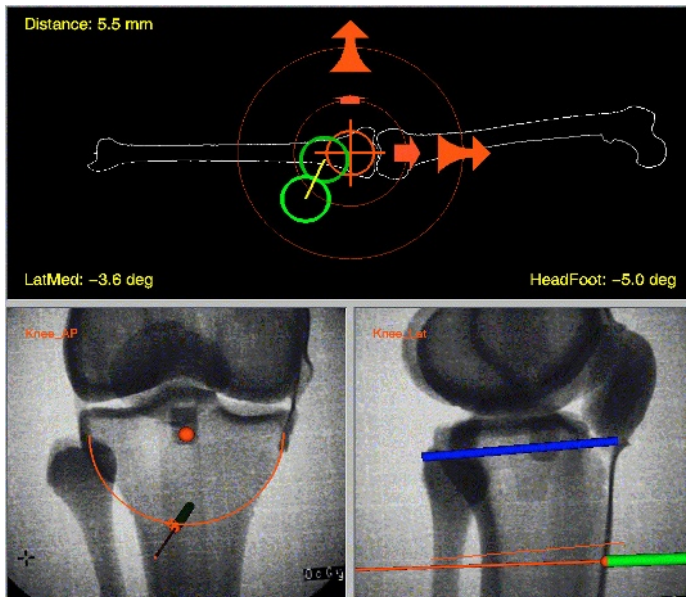 Distance: 5.5 mm
LatMed: −3.6 deg
HeadFoot: −5.0 deg
Knee_AP
Knee_Lat